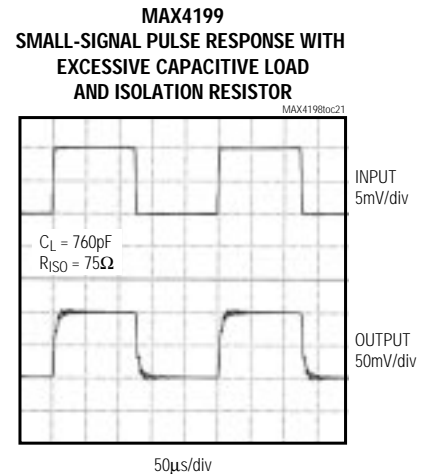 MAX4199
SMALL-SIGNAL PULSE RESPONSE WITH
EXCESSIVE CAPACITIVE LOAD
AND ISOLATION RESISTOR
MAX4198toc21
INPUT
5mV/div
CL = 760pF
RISO = 75Ω
OUTPUT
50mV/div
50µs/div